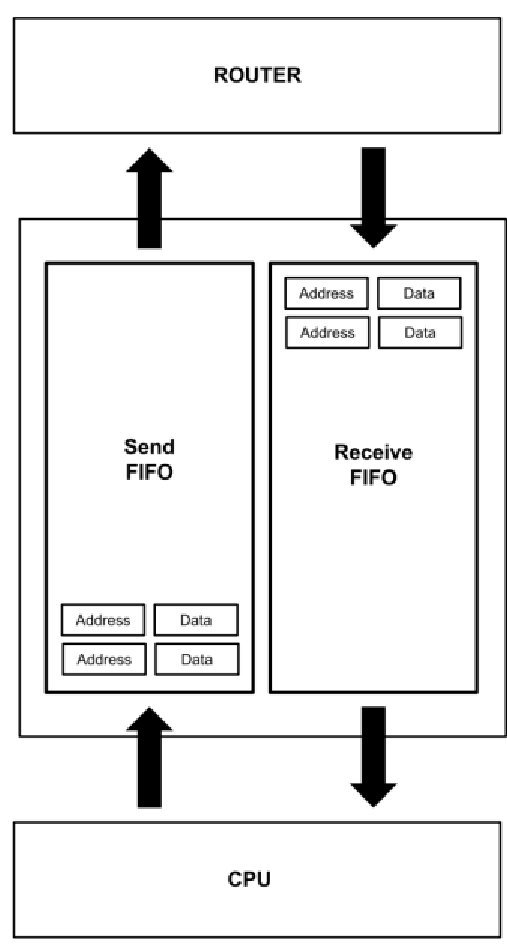 ROUTER
Address Data
Address Data
Send
FIFO
Receive
FIFO
Address Data
Address Data
CPU